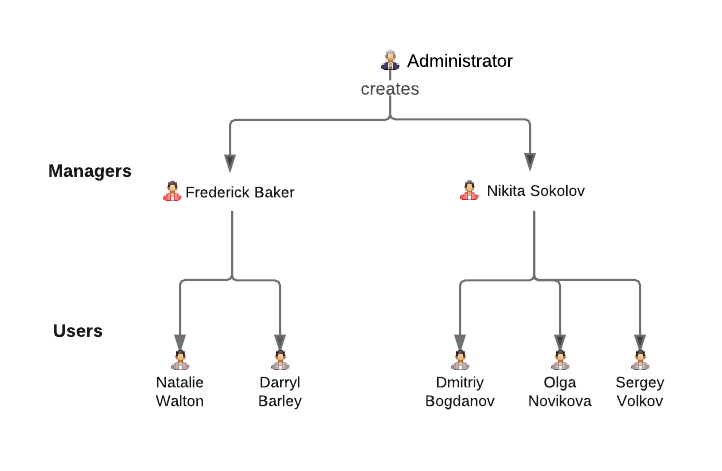 Administrator
creates
Managers
Frederick Baker
Nikita Sokolov
Users
Natalie
Walton
Darryl
Barley
Dmitriy
Bogdanov
Olga
Novikova
Sergey
Volkov